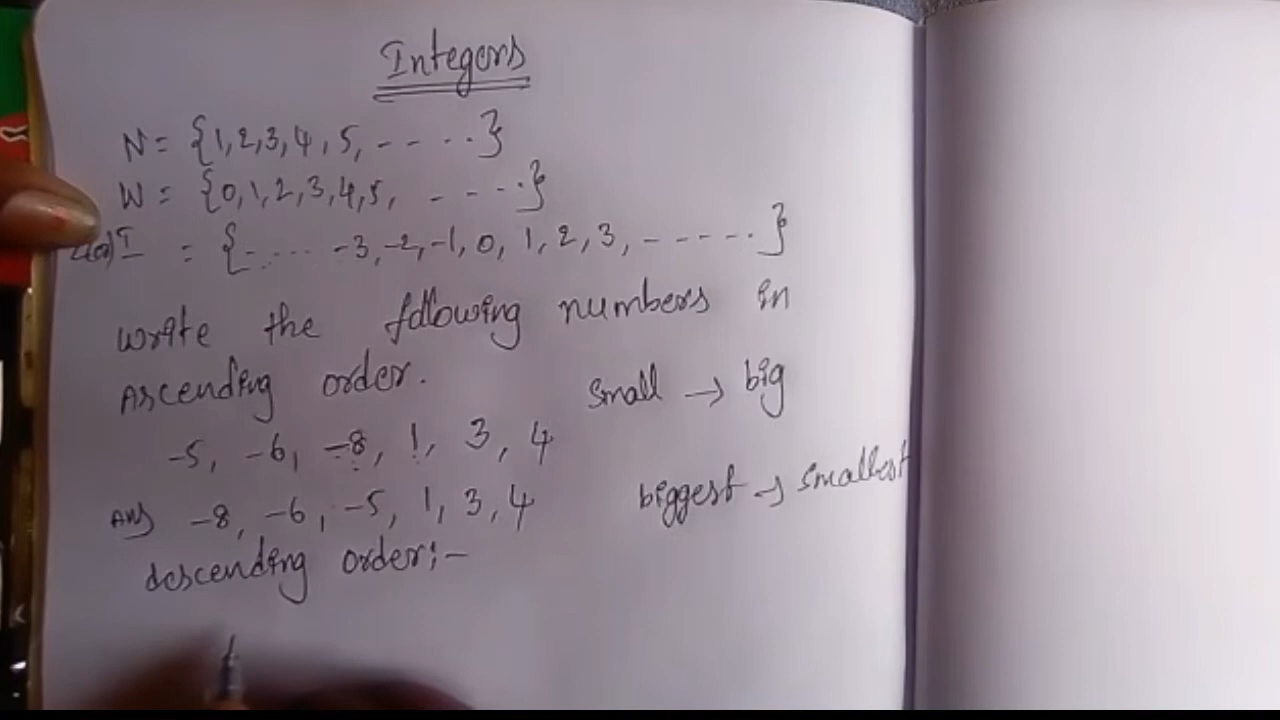 Integers
N = {1,2,3,4,5,- - - . . .}
W = {0,1,2,3,4,5, - - - . . .}
Z(or) I = {- . . . . -3,-2,-1,0,1,2,3,- - - - - . .}
write the following numbers in
Ascending order.
small → big
-5, -6, -8, 1, 3, 4
biggest → smallest
Ans -8, -6, -5, 1, 3, 4
descending order:-